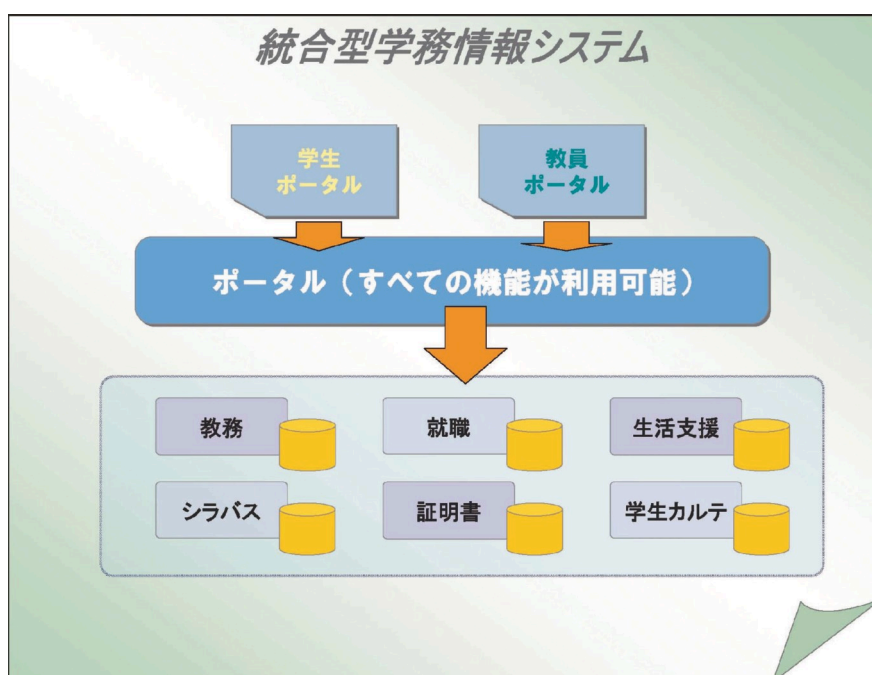 統合型学務情報システム
学生
ポータル
教員
ポータル
ポータル（すべての機能が利用可能）
教務
就職
生活支援
シラバス
証明書
学生カルテ